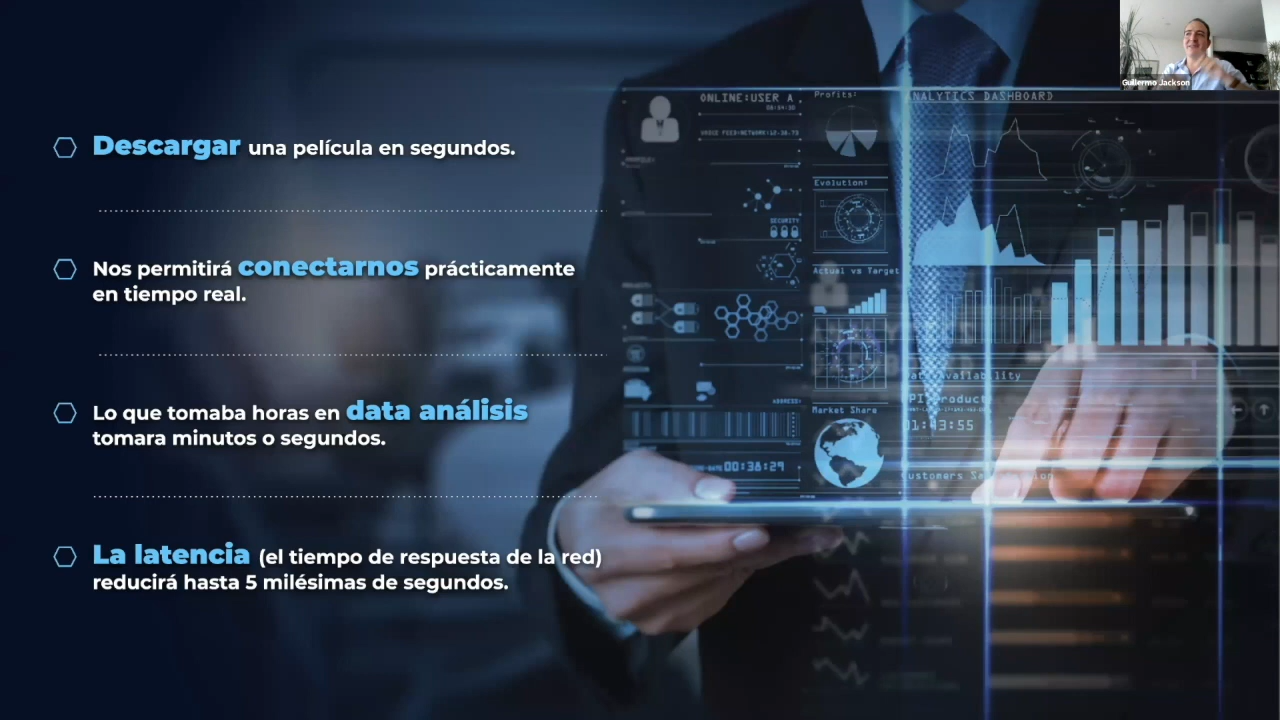 Descargar una película en segundos.
Nos permitirá conectarnos prácticamente
en tiempo real.
Lo que tomaba horas en data análisis
tomara minutos o segundos.
La latencia (el tiempo de respuesta de la red)
reducirá hasta 5 milésimas de segundos.
Guillermo Jackson
ONLINE:USER A
Profits:
ANALYTICS DASHBOARD
Evolution:
SECURITY
Actual vs Target
ADDRESS:
Market Share
01:43:55
00:38:29